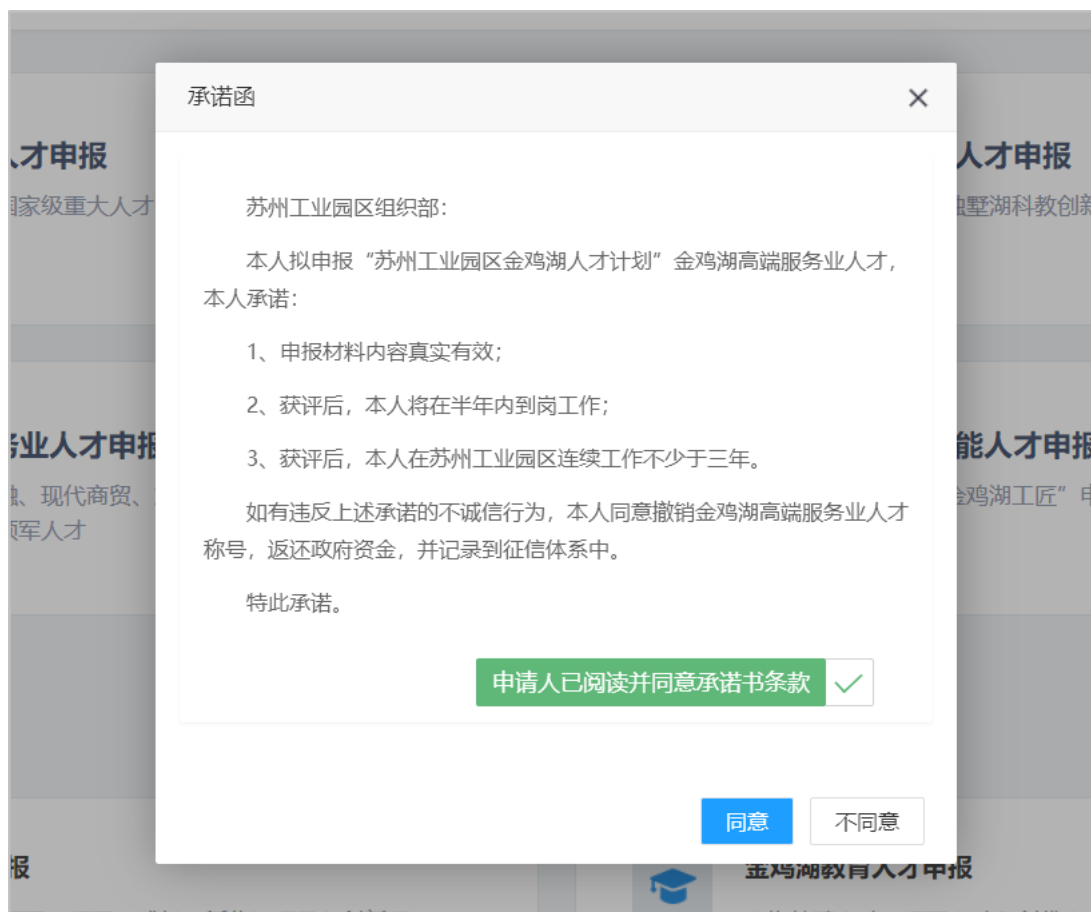 承诺函
人才申报
人才申报
国家级重大人才
独墅湖科教创新
苏州工业园区组织部：
本人拟申报“苏州工业园区金鸡湖人才计划”金鸡湖高端服务业人才，
本人承诺：
1、申报材料内容真实有效；
2、获评后，本人将在半年内到岗工作；
3、获评后，本人在苏州工业园区连续工作不少于三年。
务业人才申报
能人才申报
融、现代商贸、
金鸡湖工匠”申
领军人才
如有违反上述承诺的不诚信行为，本人同意撤销金鸡湖高端服务业人才
称号，返还政府资金，并记录到征信体系中。
特此承诺。
申请人已阅读并同意承诺书条款
同意
不同意
报
金鸡湖教育人才申报